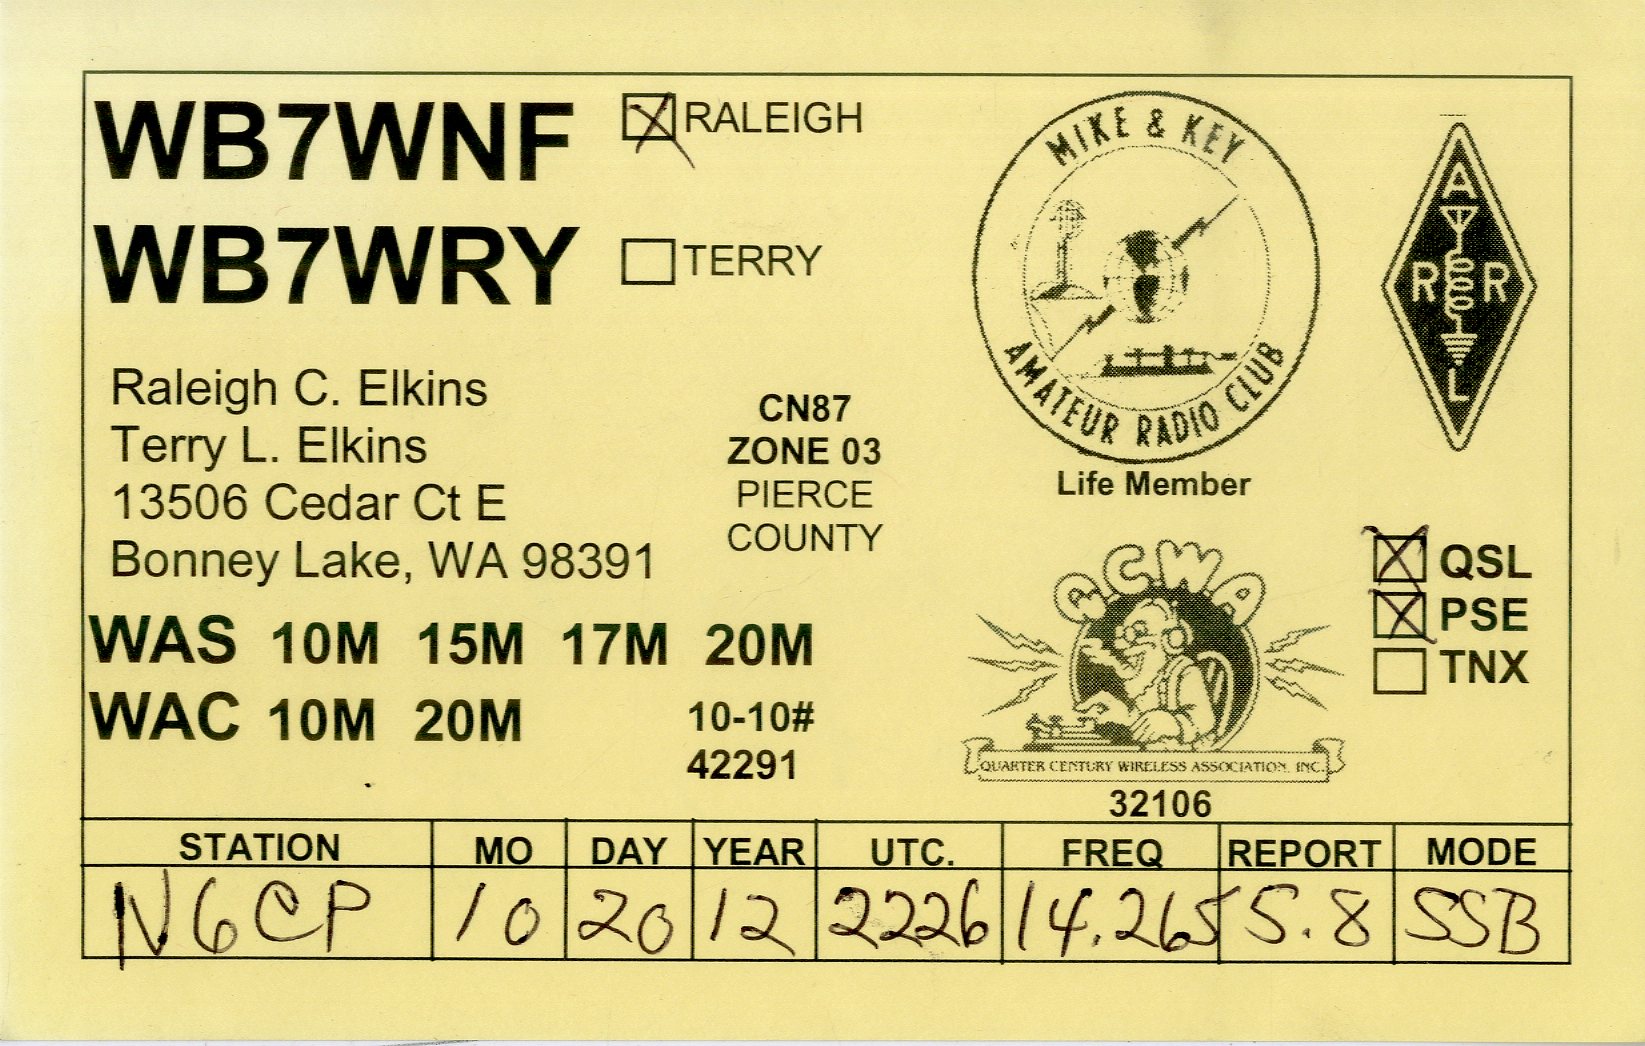 WB7WNF RALEIGH
WB7WRY TERRY
Raleigh C. Elkins
Terry L. Elkins
13506 Cedar Ct E
Bonney Lake, WA 98391
CN87
ZONE 03
PIERCE
COUNTY
MIKE & KEY
AMATEUR RADIO CLUB
Life Member
ARRL
WAS 10M 15M 17M 20M
WAC 10M 20M
10-10#
42291
QCWA
QUARTER CENTURY WIRELESS ASSOCIATION, INC.
32106
QSL
PSE
TNX
STATION MO DAY YEAR UTC. FREQ REPORT MODE
N6CP 10 20 12 2226 14.265 5.8 SSB